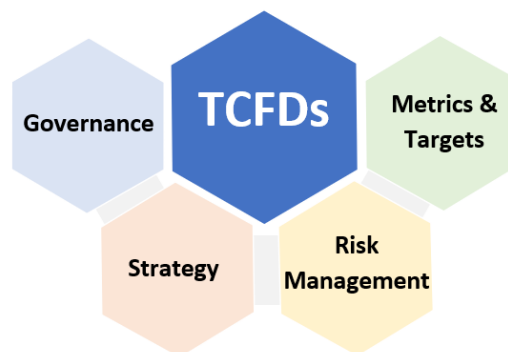 TCFDs
Governance
Metrics &
Targets
Strategy
Risk
Management